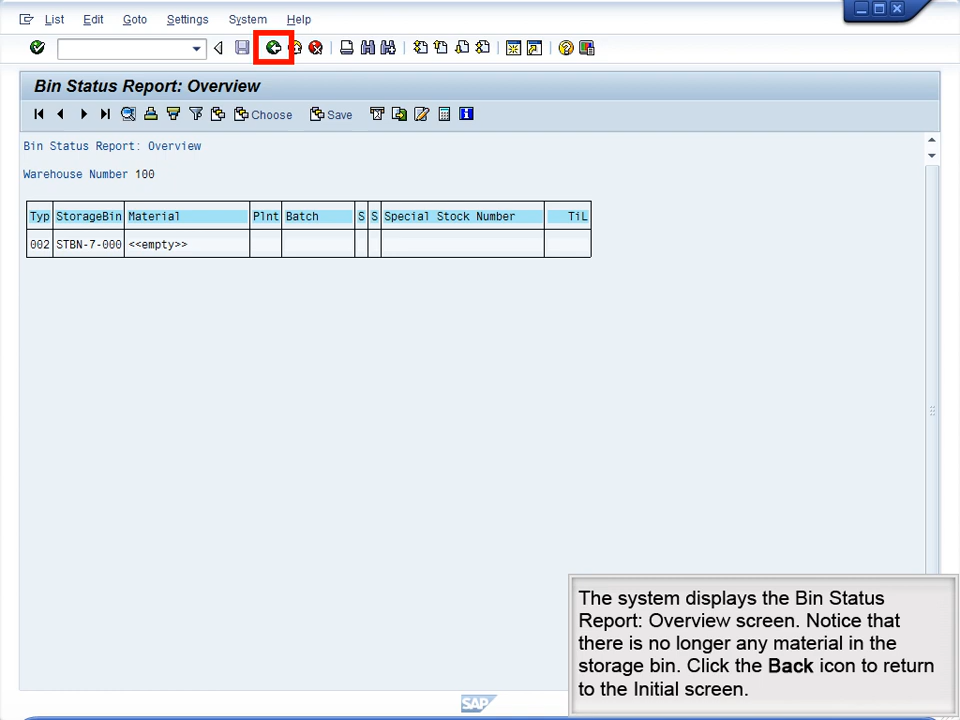 List Edit Goto Settings System Help
Bin Status Report: Overview
Choose Save
Bin Status Report: Overview
Warehouse Number 100
Typ StorageBin Material Plnt Batch S S Special Stock Number TiL
002 STBN-7-000 <<empty>>
The system displays the Bin Status
Report: Overview screen. Notice that
there is no longer any material in the
storage bin. Click the Back icon to return
to the Initial screen.
SAP